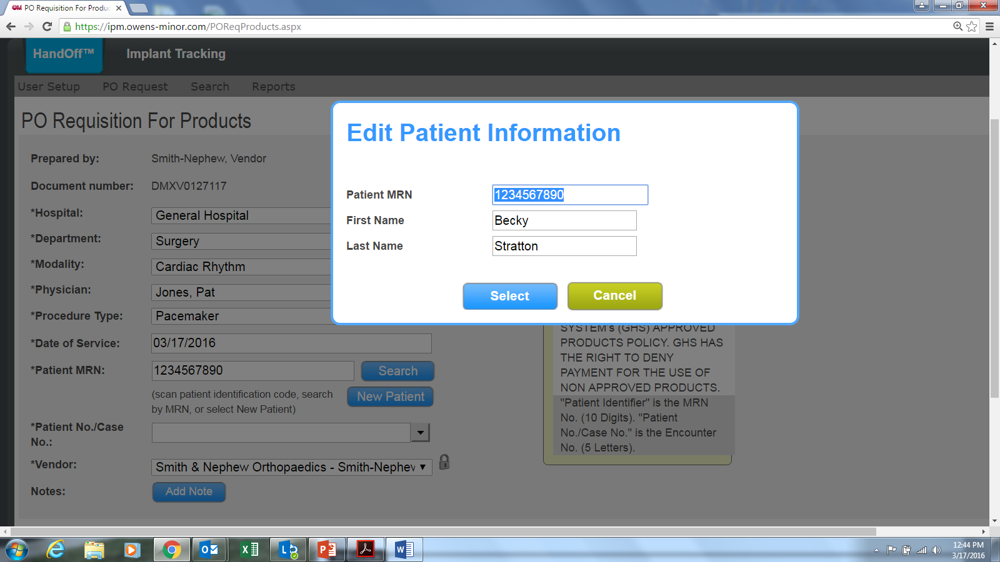 PO Requisition For Produc
https://ipm.owens-minor.com/POReqProducts.aspx
HandOff™ Implant Tracking
User Setup PO Request Search Reports
PO Requisition For Products
Prepared by: Smith-Nephew, Vendor
Document number: DMXV0127117
*Hospital: General Hospital
*Department: Surgery
*Modality: Cardiac Rhythm
*Physician: Jones, Pat
*Procedure Type: Pacemaker
*Date of Service: 03/17/2016
*Patient MRN: 1234567890 Search
(scan patient identification code, search
by MRN, or select New Patient)
New Patient
*Patient No./Case
No.:
*Vendor: Smith & Nephew Orthopaedics - Smith-Nephev
Notes: Add Note
Edit Patient Information
Patient MRN 1234567890
First Name Becky
Last Name Stratton
Select Cancel
SYSTEM's (GHS) APPROVED
PRODUCTS POLICY. GHS HAS
THE RIGHT TO DENY
PAYMENT FOR THE USE OF
NON APPROVED PRODUCTS.
"Patient Identifier" is the MRN
No. (10 Digits). "Patient
No./Case No." is the Encounter
No. (5 Letters).
12:44 PM
3/17/2016